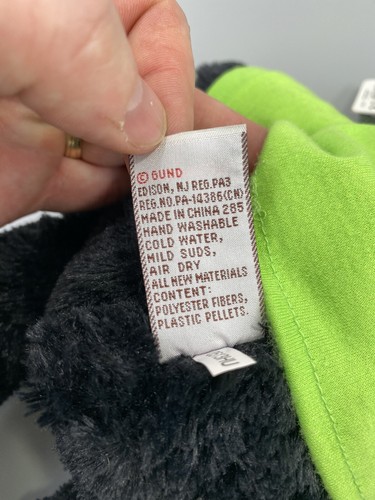 © GUND
EDISON, NJ REG.PA3
REG.NO.PA-14386(CN)
MADE IN CHINA 285
HAND WASHABLE
COLD WATER,
MILD SUDS,
AIR DRY
ALL NEW MATERIALS
CONTENT:
POLYESTER FIBERS,
PLASTIC PELLETS.